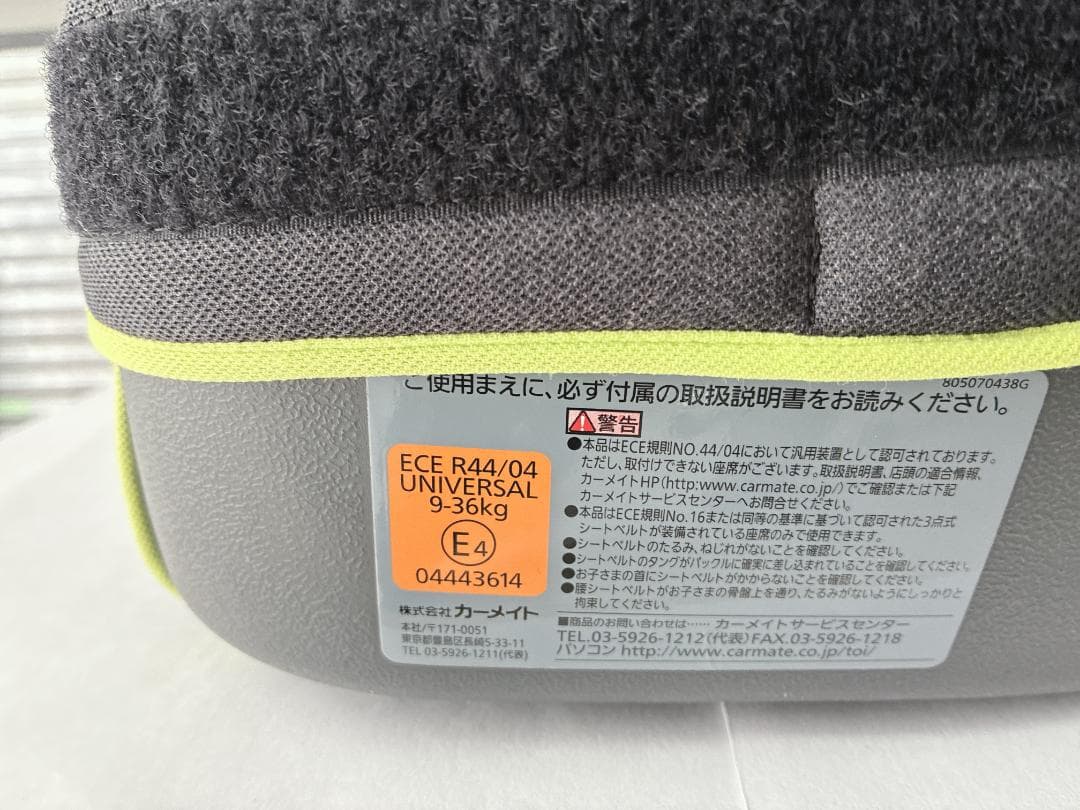 805070438G
ご使用まえに、必ず付属の取扱説明書をお読みください。
警告
●本品はECE規則NO.44/04において汎用装置として認可されております。
ただし、取付けできない座席がございます。取扱説明書、店頭の適合情報、
カーメイトHP(http:www.carmate.co.jp/)でご確認または下記
カーメイトサービスセンターへお問合せください。
●本品はECE規則No.16または同等の基準に基づいて認可された3点式
シートベルトが装備されている座席のみで使用できます。
●シートベルトのたるみ、ねじれがないことを確認してください。
●シートベルトのタングがバックルに確実に差し込まれていることを確認してください。
●お子さまの首にシートベルトがかからないことを確認してください。
●腰シートベルトがお子さまの骨盤上を通り、たるみがないようにしっかりと
拘束してください。
■商品のお問い合わせは…… カーメイトサービスセンター
TEL.03-5926-1212(代表)FAX.03-5926-1218
パソコン http://www.carmate.co.jp/toi/
ECE R44/04
UNIVERSAL
9-36kg
E4
04443614
株式会社 カーメイト
本社/〒171-0051
東京都豊島区長崎5-33-11
TEL 03-5926-1211(代表)